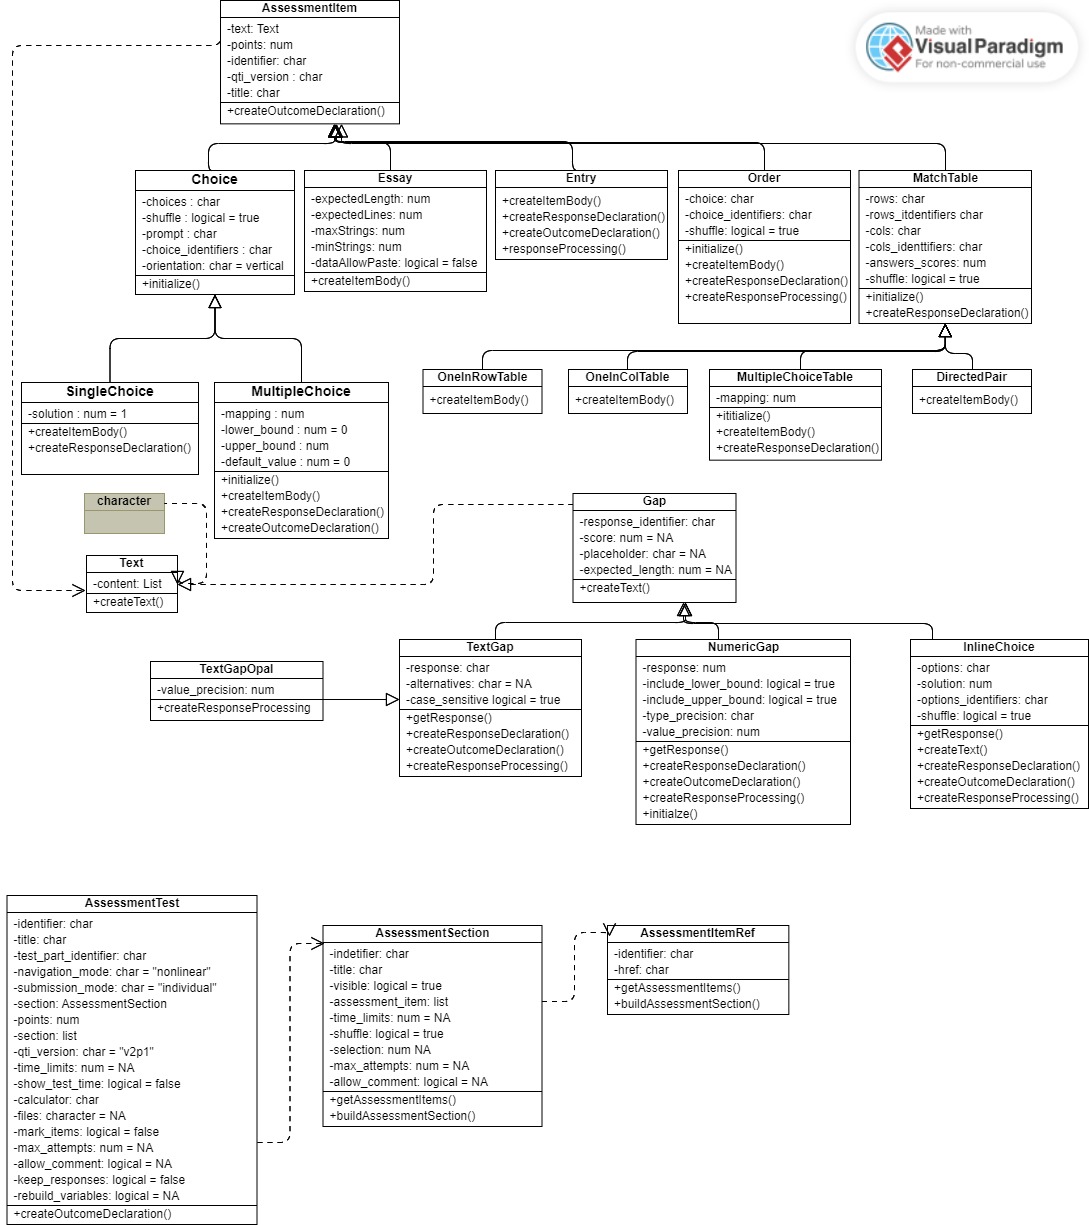 AssessmentItem
-text: Text
-points: num
-identifier: char
-qti_version : char
-title: char
+createOutcomeDeclaration()
Made with
Visual Paradigm
For non-commercial use
Choice
-choices : char
-shuffle : logical = true
-prompt : char
-choice_identifiers : char
-orientation: char = vertical
+initialize()
Essay
-expectedLength: num
-expectedLines: num
-maxStrings: num
-minStrings: num
-dataAllowPaste: logical = false
+createItemBody()
Entry
+createItemBody()
+createResponseDeclaration()
+createOutcomeDeclaration()
+responseProcessing()
Order
-choice: char
-choice_identifiers: char
-shuffle: logical = true
+initialize()
+createItemBody()
+createResponseDeclaration()
+createResponseProcessing()
MatchTable
-rows: char
-rows_itdentifiers char
-cols: char
-cols_identtifiers: char
-answers_scores: num
-shuffle: logical = true
+initialize()
+createResponseDeclaration()
SingleChoice
-solution : num = 1
+createItemBody()
+createResponseDeclaration()
MultipleChoice
-mapping : num
-lower_bound : num = 0
-upper_bound : num
-default_value : num = 0
+initialize()
+createItemBody()
+createResponseDeclaration()
+createOutcomeDeclaration()
OneInRowTable
+createItemBody()
OneInColTable
+createItemBody()
MultipleChoiceTable
-mapping: num
+ititialize()
+createItemBody()
+createResponseDeclaration()
DirectedPair
+createItemBody()
character
Text
-content: List
+createText()
Gap
-response_identifier: char
-score: num = NA
-placeholder: char = NA
-expected_length: num = NA
+createText()
TextGapOpal
-value_precision: num
+createResponseProcessing
TextGap
-response: char
-alternatives: char = NA
-case_sensitive logical = true
+getResponse()
+createResponseDeclaration()
+createOutcomeDeclaration()
+createResponseProcessing()
NumericGap
-response: num
-include_lower_bound: logical = true
-include_upper_bound: logical = true
-type_precision: char
-value_precision: num
+getResponse()
+createResponseDeclaration()
+createOutcomeDeclaration()
+createResponseProcessing()
+initialze()
InlineChoice
-options: char
-solution: num
-options_identifiers: char
-shuffle: logical = true
+getResponse()
+createText()
+createResponseDeclaration()
+createOutcomeDeclaration()
+createResponseProcessing()
AssessmentTest
-identifier: char
-title: char
-test_part_identifier: char
-navigation_mode: char = "nonlinear"
-submission_mode: char = "individual"
-section: AssessmentSection
-points: num
-section: list
-qti_version: char = "v2p1"
-time_limits: num = NA
-show_test_time: logical = false
-calculator: char
-files: character = NA
-mark_items: logical = false
-max_attempts: num = NA
-allow_comment: logical = NA
-keep_responses: logical = false
-rebuild_variables: logical = NA
+createOutcomeDeclaration()
AssessmentSection
-indetifier: char
-title: char
-visible: logical = true
-assessment_item: list
-time_limits: num = NA
-shuffle: logical = true
-selection: num NA
-max_attempts: num = NA
-allow_comment: logical = NA
+getAssessmentItems()
+buildAssessmentSection()
AssessmentItemRef
-identifier: char
-href: char
+getAssessmentItems()
+buildAssessmentSection()